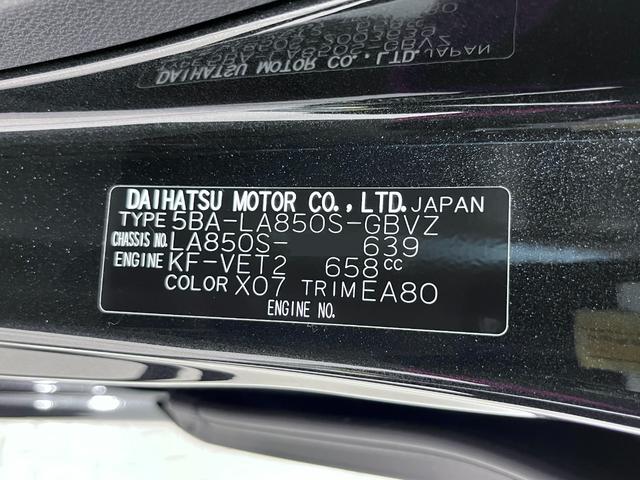 DAIHATSU MOTOR CO.,LTD. JAPAN
TYPE 5BA-LA850S-GBVZ
CHASSIS NO. LA850S- 639
ENGINE KF-VET2 658cc
COLOR X07 TRIM EA80
ENGINE NO.